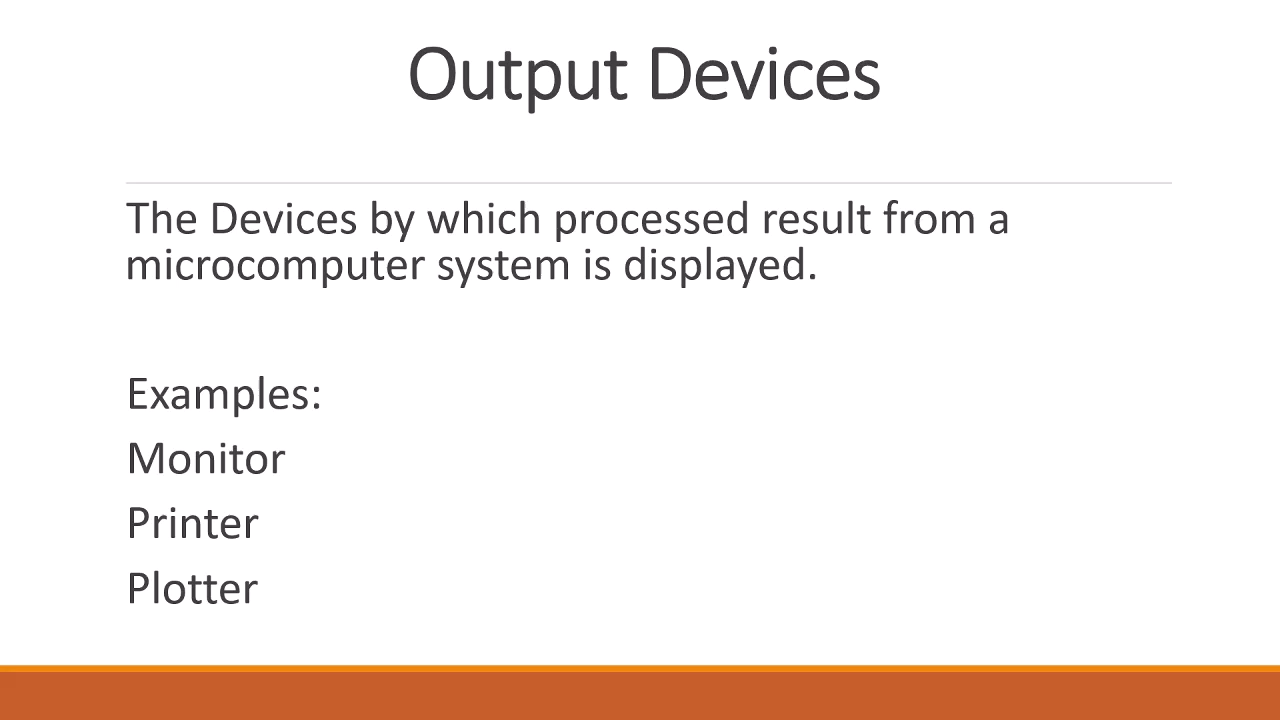 Output Devices
The Devices by which processed result from a
microcomputer system is displayed.
Examples:
Monitor
Printer
Plotter